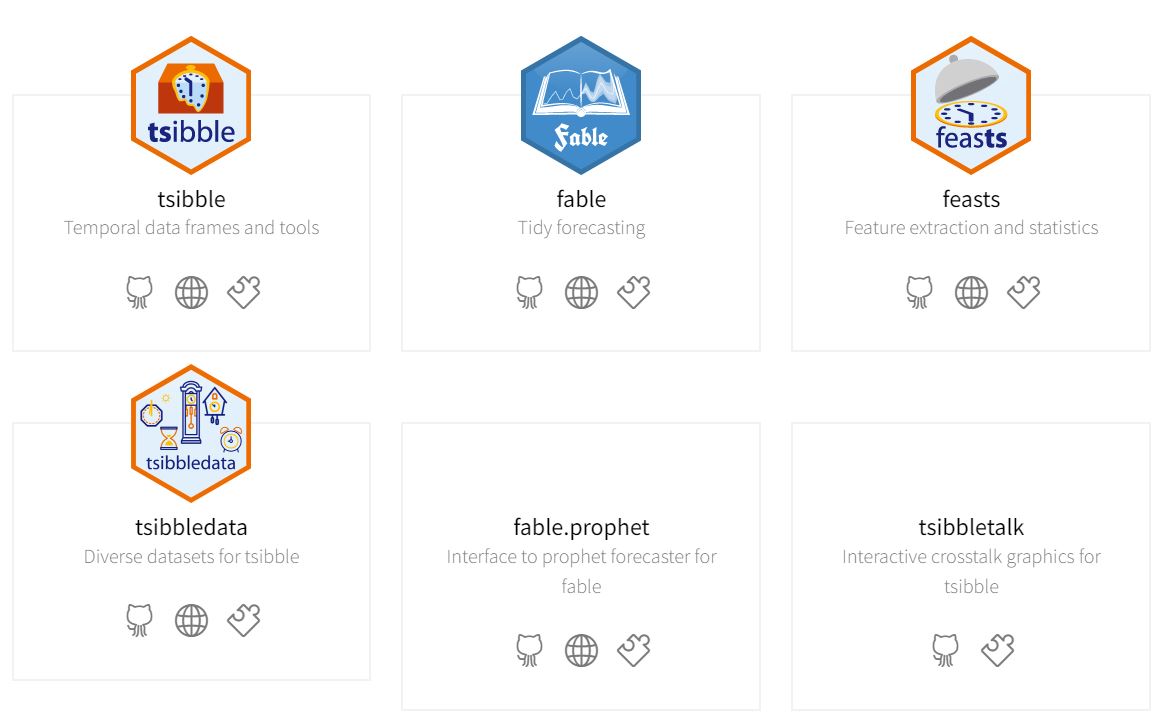 tsibble
Fable
feasts
tsibble
fable
feasts
Temporal data frames and tools
Tidy forecasting
Feature extraction and statistics
tsibbledata
tsibbledata
fable.prophet
tsibbletalk
Diverse datasets for tsibble
Interface to prophet forecaster for
fable
Interactive crosstalk graphics for
tsibble